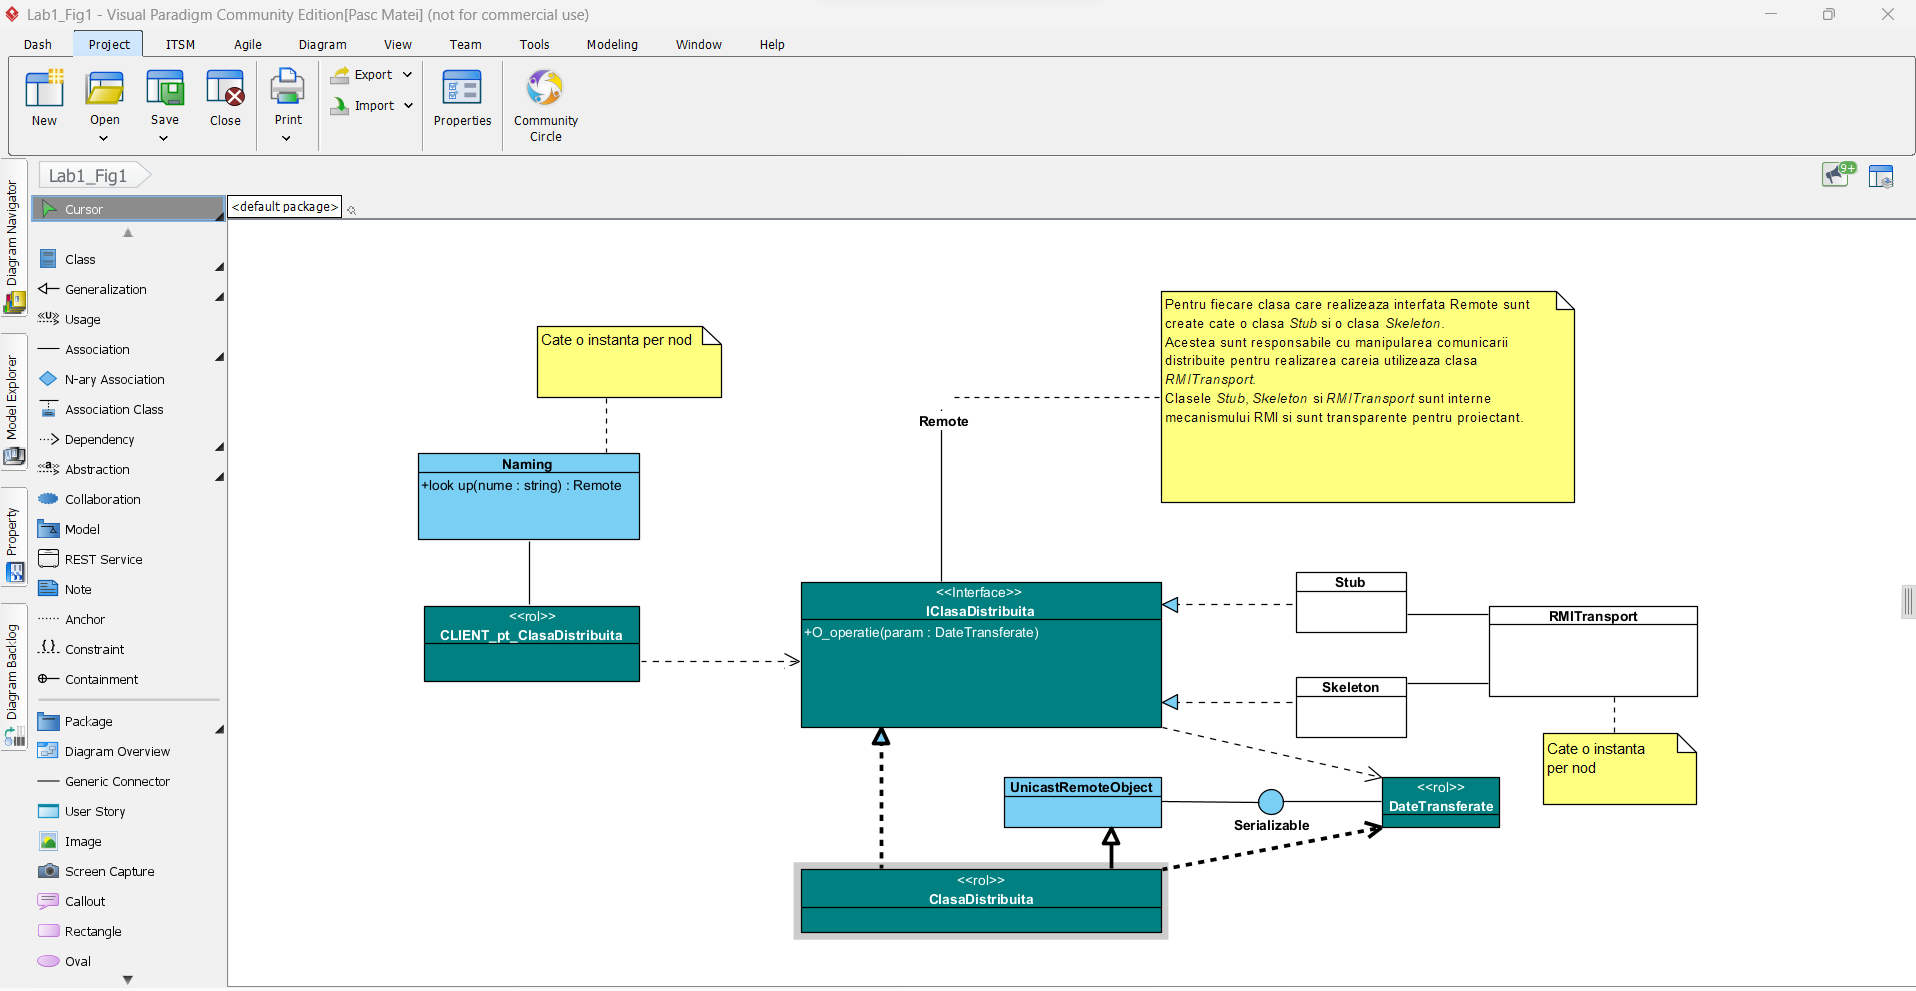 Lab1_Fig1 - Visual Paradigm Community Edition[Pasc Matei] (not for commercial use)
Dash Project ITSM Agile Diagram View Team Tools Modeling Window Help
New
Open
Save
Close
Print
Export
Import
Properties
Community
Circle
9+
Diagram Navigator
Model Explorer
Property
Diagram Backlog
Lab1_Fig1
Cursor
Class
Generalization
Usage
Association
N-ary Association
Association Class
Dependency
Abstraction
Collaboration
Model
REST Service
Note
Anchor
Constraint
Containment
Package
Diagram Overview
Generic Connector
User Story
Image
Screen Capture
Callout
Rectangle
Oval
<default package>
Cate o instanta per nod
Pentru fiecare clasa care realizeaza interfata Remote sunt
create cate o clasa Stub si o clasa Skeleton.
Acestea sunt responsabile cu manipularea comunicarii
distribuite pentru realizarea careia utilizeaza clasa
RMITransport.
Clasele Stub, Skeleton si RMITransport sunt interne
mecanismului RMI si sunt transparente pentru proiectant.
Remote
Naming
+look up(nume : string) : Remote
<<rol>>
CLIENT_pt_ClasaDistribuita
<<Interface>>
IClasaDistribuita
+O_operatie(param : DateTransferate)
Stub
Skeleton
RMITransport
Cate o instanta
per nod
UnicastRemoteObject
Serializable
<<rol>>
DateTransferate
<<rol>>
ClasaDistribuita